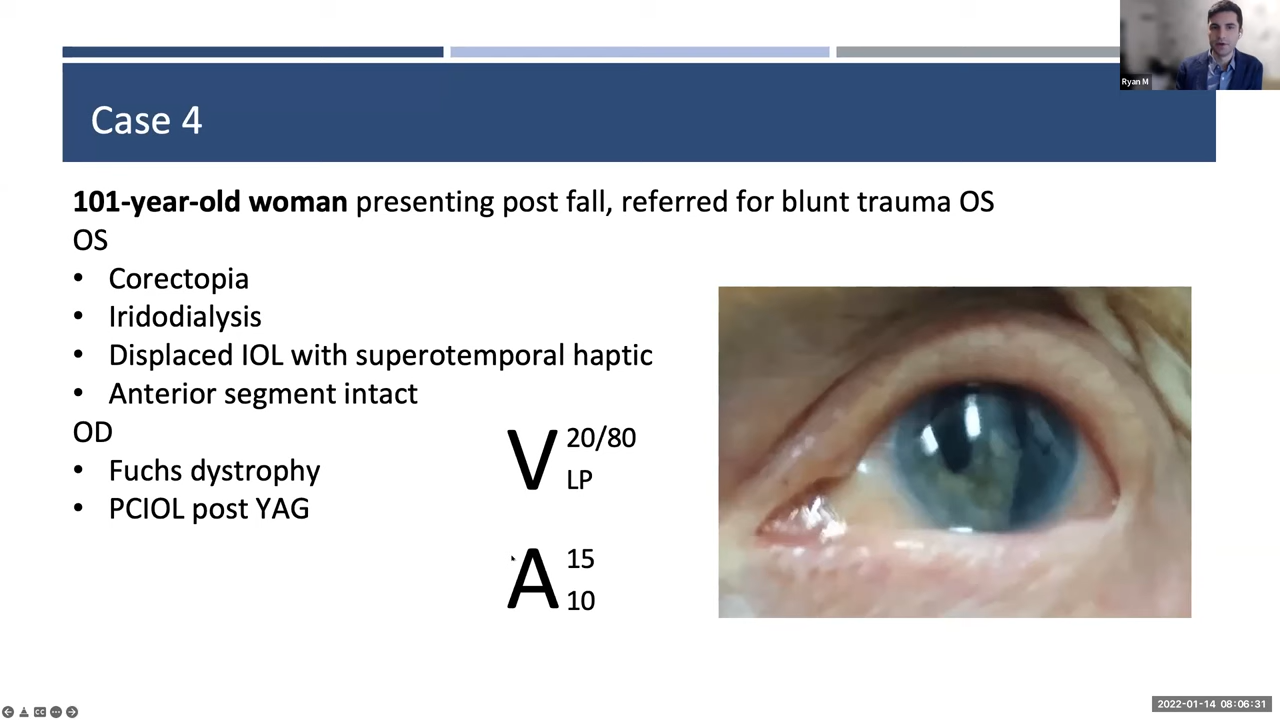 Ryan M
Case 4
101-year-old woman presenting post fall, referred for blunt trauma OS
OS
• Corectopia
• Iridodialysis
• Displaced IOL with superotemporal haptic
• Anterior segment intact
OD
• Fuchs dystrophy
• PCIOL post YAG
V 20/80
LP
A 15
10
CC
2022-01-14 08:06:31